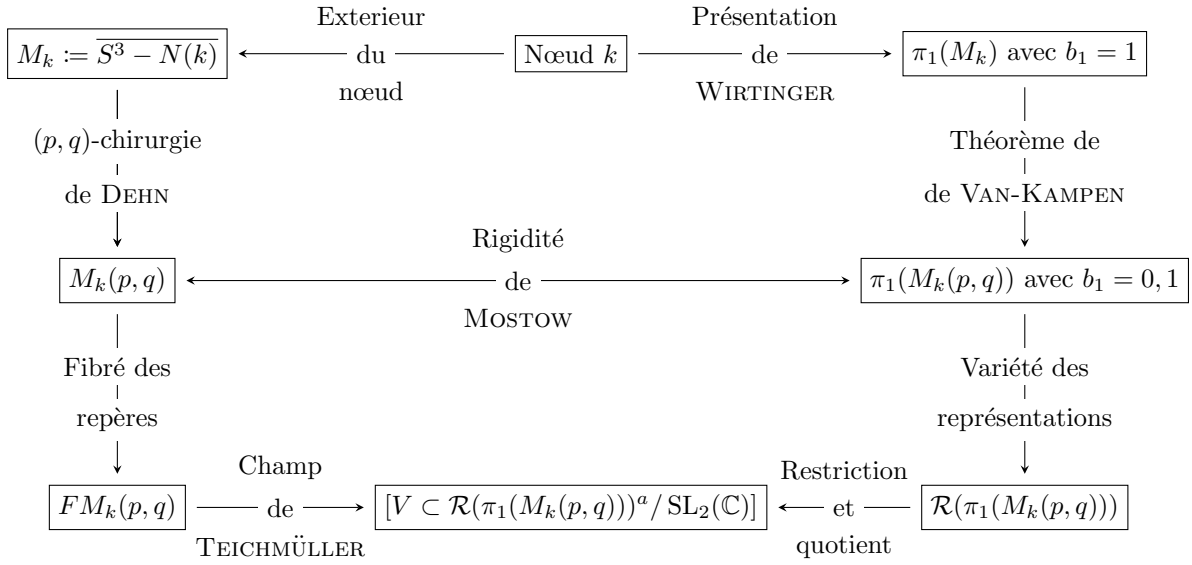 Exterieur
du
nœud
Présentation
de
WIRTINGER
M_k := \overline{S^3 − N(k)}
Nœud k
π_1(M_k) avec b_1 = 1
(p, q)-chirurgie
de DEHN
Théorème de
de VAN-KAMPEN
M_k(p, q)
Rigidité
de
MOSTOW
π_1(M_k(p, q)) avec b_1 = 0, 1
Fibré des
repères
Variété des
représentations
Champ
de
TEICHMÜLLER
Restriction
et
quotient
FM_k(p, q)
[V ⊂ \mathcal{R}(π_1(M_k(p, q)))^a / SL_2(ℂ)]
\mathcal{R}(π_1(M_k(p, q)))